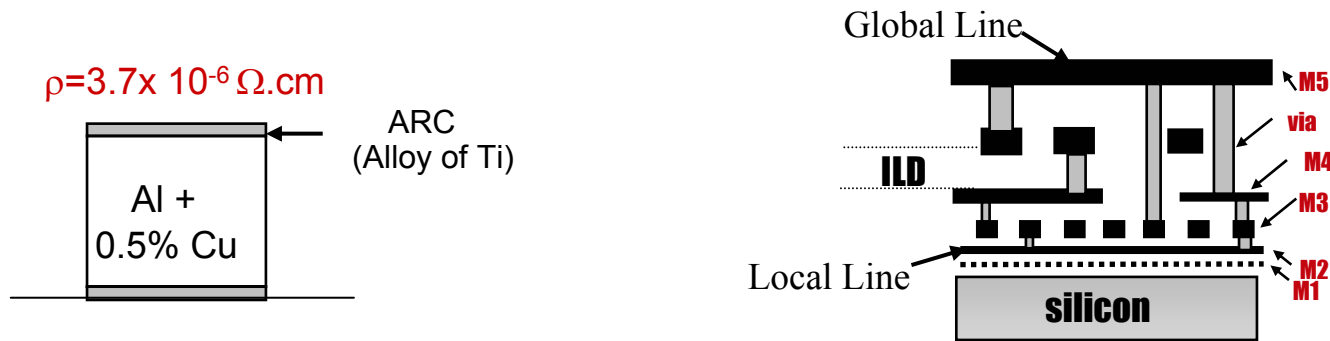 ρ=3.7x 10⁻⁶ Ω.cm
ARC
(Alloy of Ti)
Al +
0.5% Cu
Global Line
M5
via
ILD
M4
M3
Local Line
M2
M1
silicon